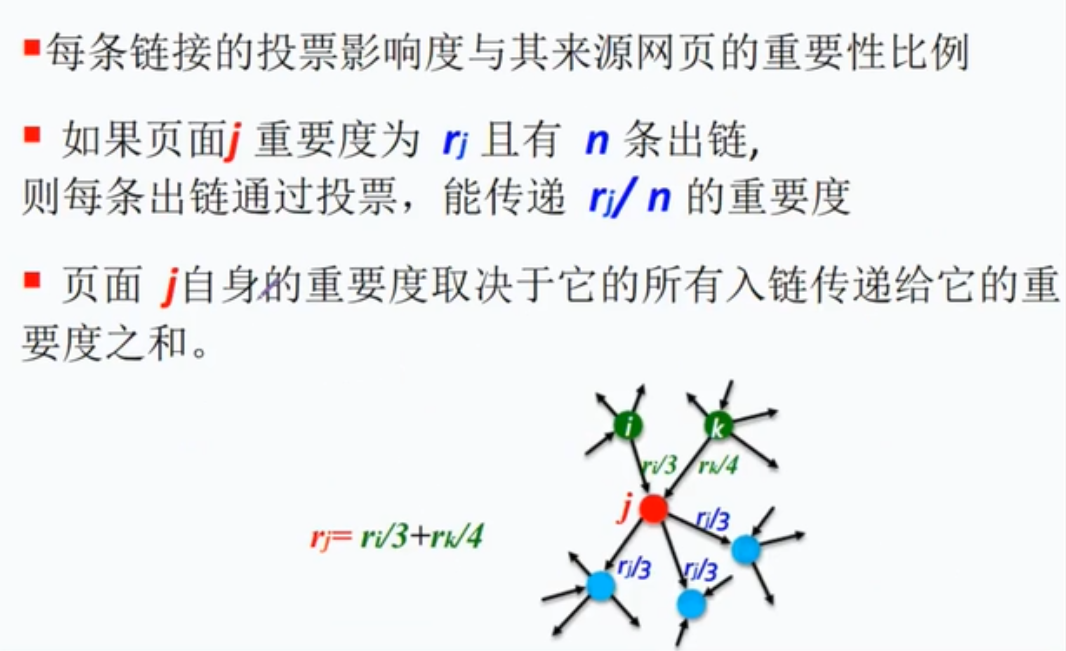 每条链接的投票影响度与其来源网页的重要性比例
如果页面j 重要度为 rj 且有 n 条出链,
则每条出链通过投票，能传递 rj/ n 的重要度
页面 j自身的重要度取决于它的所有入链传递给它的重
要度之和。
i
k
ri/3
rk/4
j
rj/3
rj= ri/3+rk/4
rj/3
rj/3